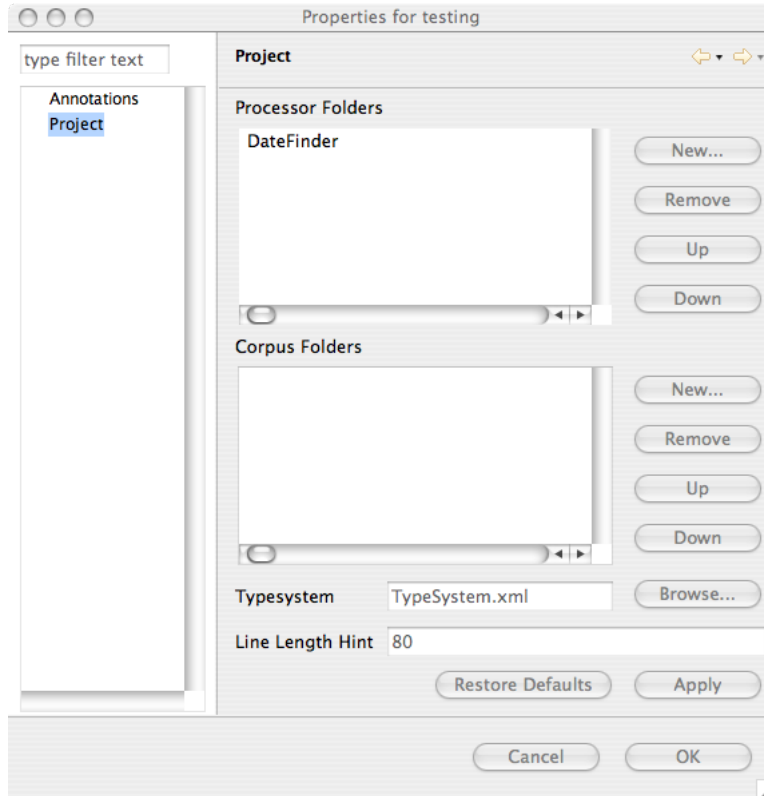 Properties for testing
type filter text
Annotations
Project
Project
Processor Folders
DateFinder
New...
Remove
Up
Down
Corpus Folders
New...
Remove
Up
Down
Typesystem TypeSystem.xml Browse...
Line Length Hint 80
Restore Defaults Apply
Cancel OK